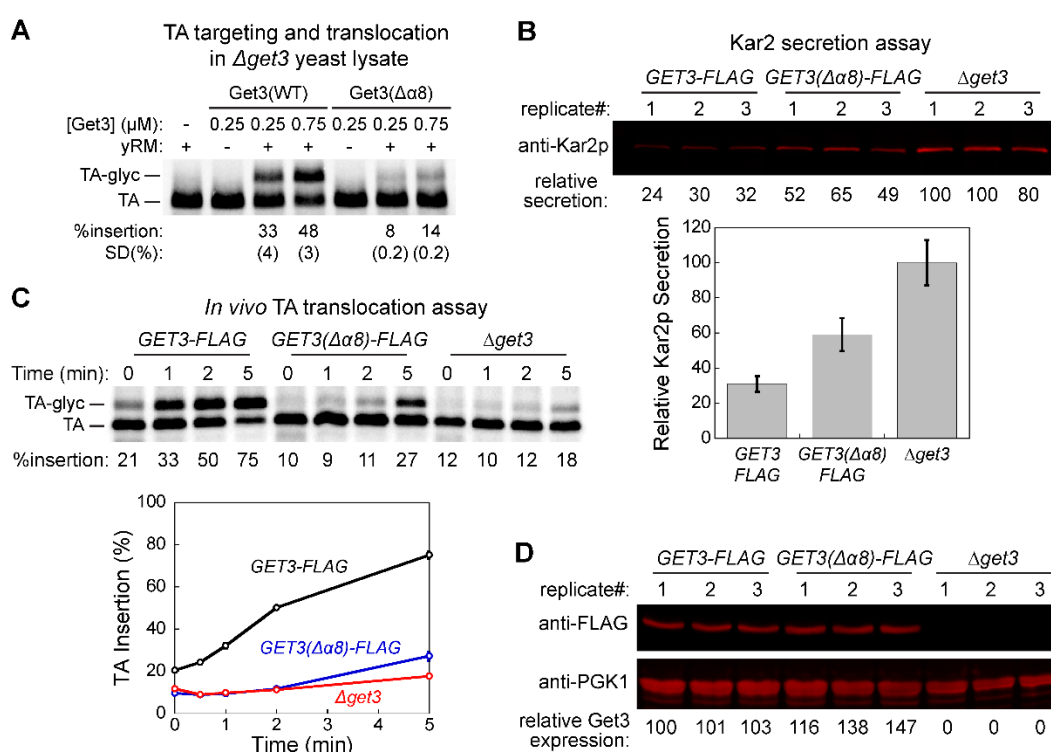 A
TA targeting and translocation
in Δget3 yeast lysate
Get3(WT) Get3(Δα8)
[Get3] (μM): - 0.25 0.25 0.75 0.25 0.25 0.75
yRM: + - + + - + +
TA-glyc
TA
%insertion: 33 48 8 14
SD(%) (4) (3) (0.2) (0.2)
B
Kar2 secretion assay
GET3-FLAG GET3(Δα8)-FLAG Δget3
replicate#: 1 2 3 1 2 3 1 2 3
anti-Kar2p
relative
secretion: 24 30 32 52 65 49 100 100 80
Relative Kar2p Secretion
120
100
80
60
40
20
0
GET3 GET3(Δα8) Δget3
FLAG FLAG
C
In vivo TA translocation assay
GET3-FLAG GET3(Δα8)-FLAG Δget3
Time (min): 0 1 2 5 0 1 2 5 0 1 2 5
TA-glyc
TA
%insertion: 21 33 50 75 10 9 11 27 12 10 12 18
TA Insertion (%)
100
80
60
40
20
0
GET3-FLAG
GET3(Δα8)-FLAG
Δget3
0 1 2 3 4 5
Time (min)
D
GET3-FLAG GET3(Δα8)-FLAG Δget3
replicate#: 1 2 3 1 2 3 1 2 3
anti-FLAG
anti-PGK1
relative Get3
expression: 100 101 103 116 138 147 0 0 0